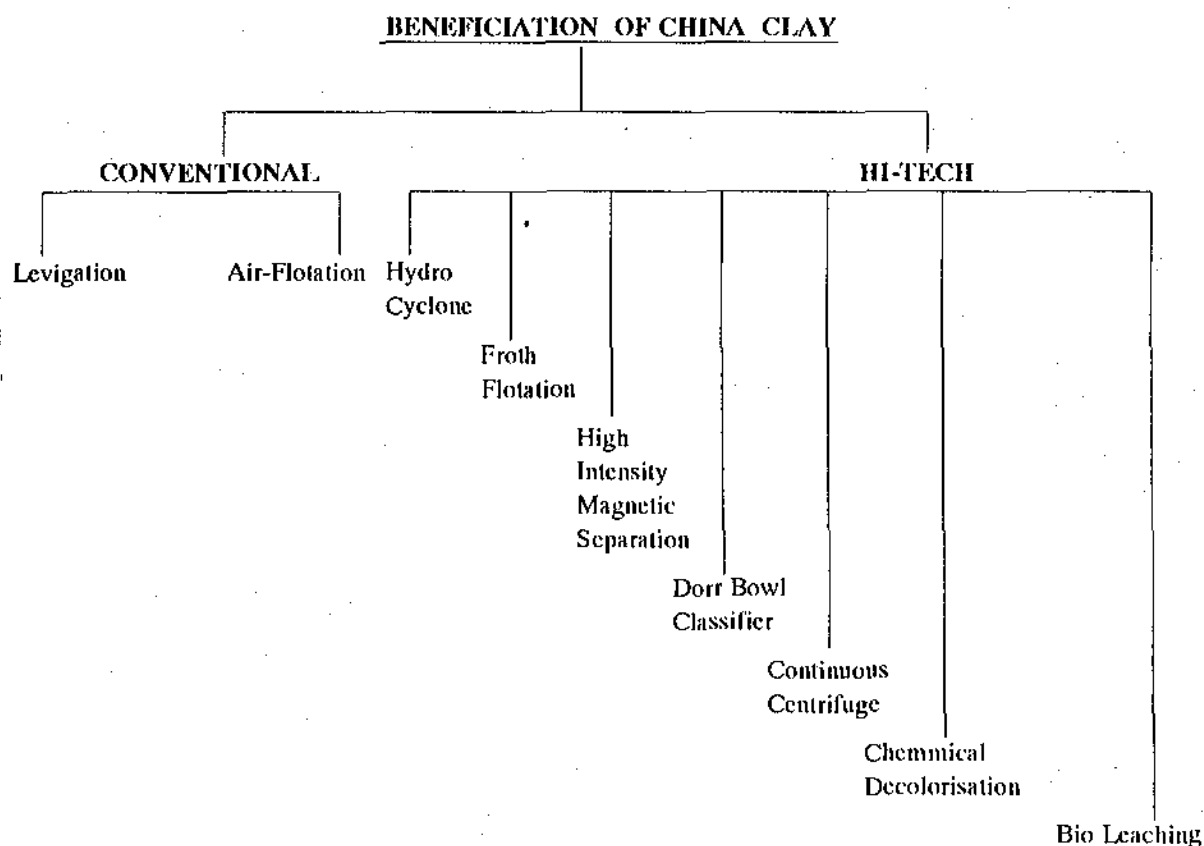 BENEFICIATION OF CHINA CLAY
CONVENTIONAL
HI-TECH
Levigation
Air-Flotation
Hydro
Cyclone
Froth
Flotation
High
Intensity
Magnetic
Separation
Dorr Bowl
Classifier
Continuous
Centrifuge
Chemmical
Decolorisation
Bio Leaching